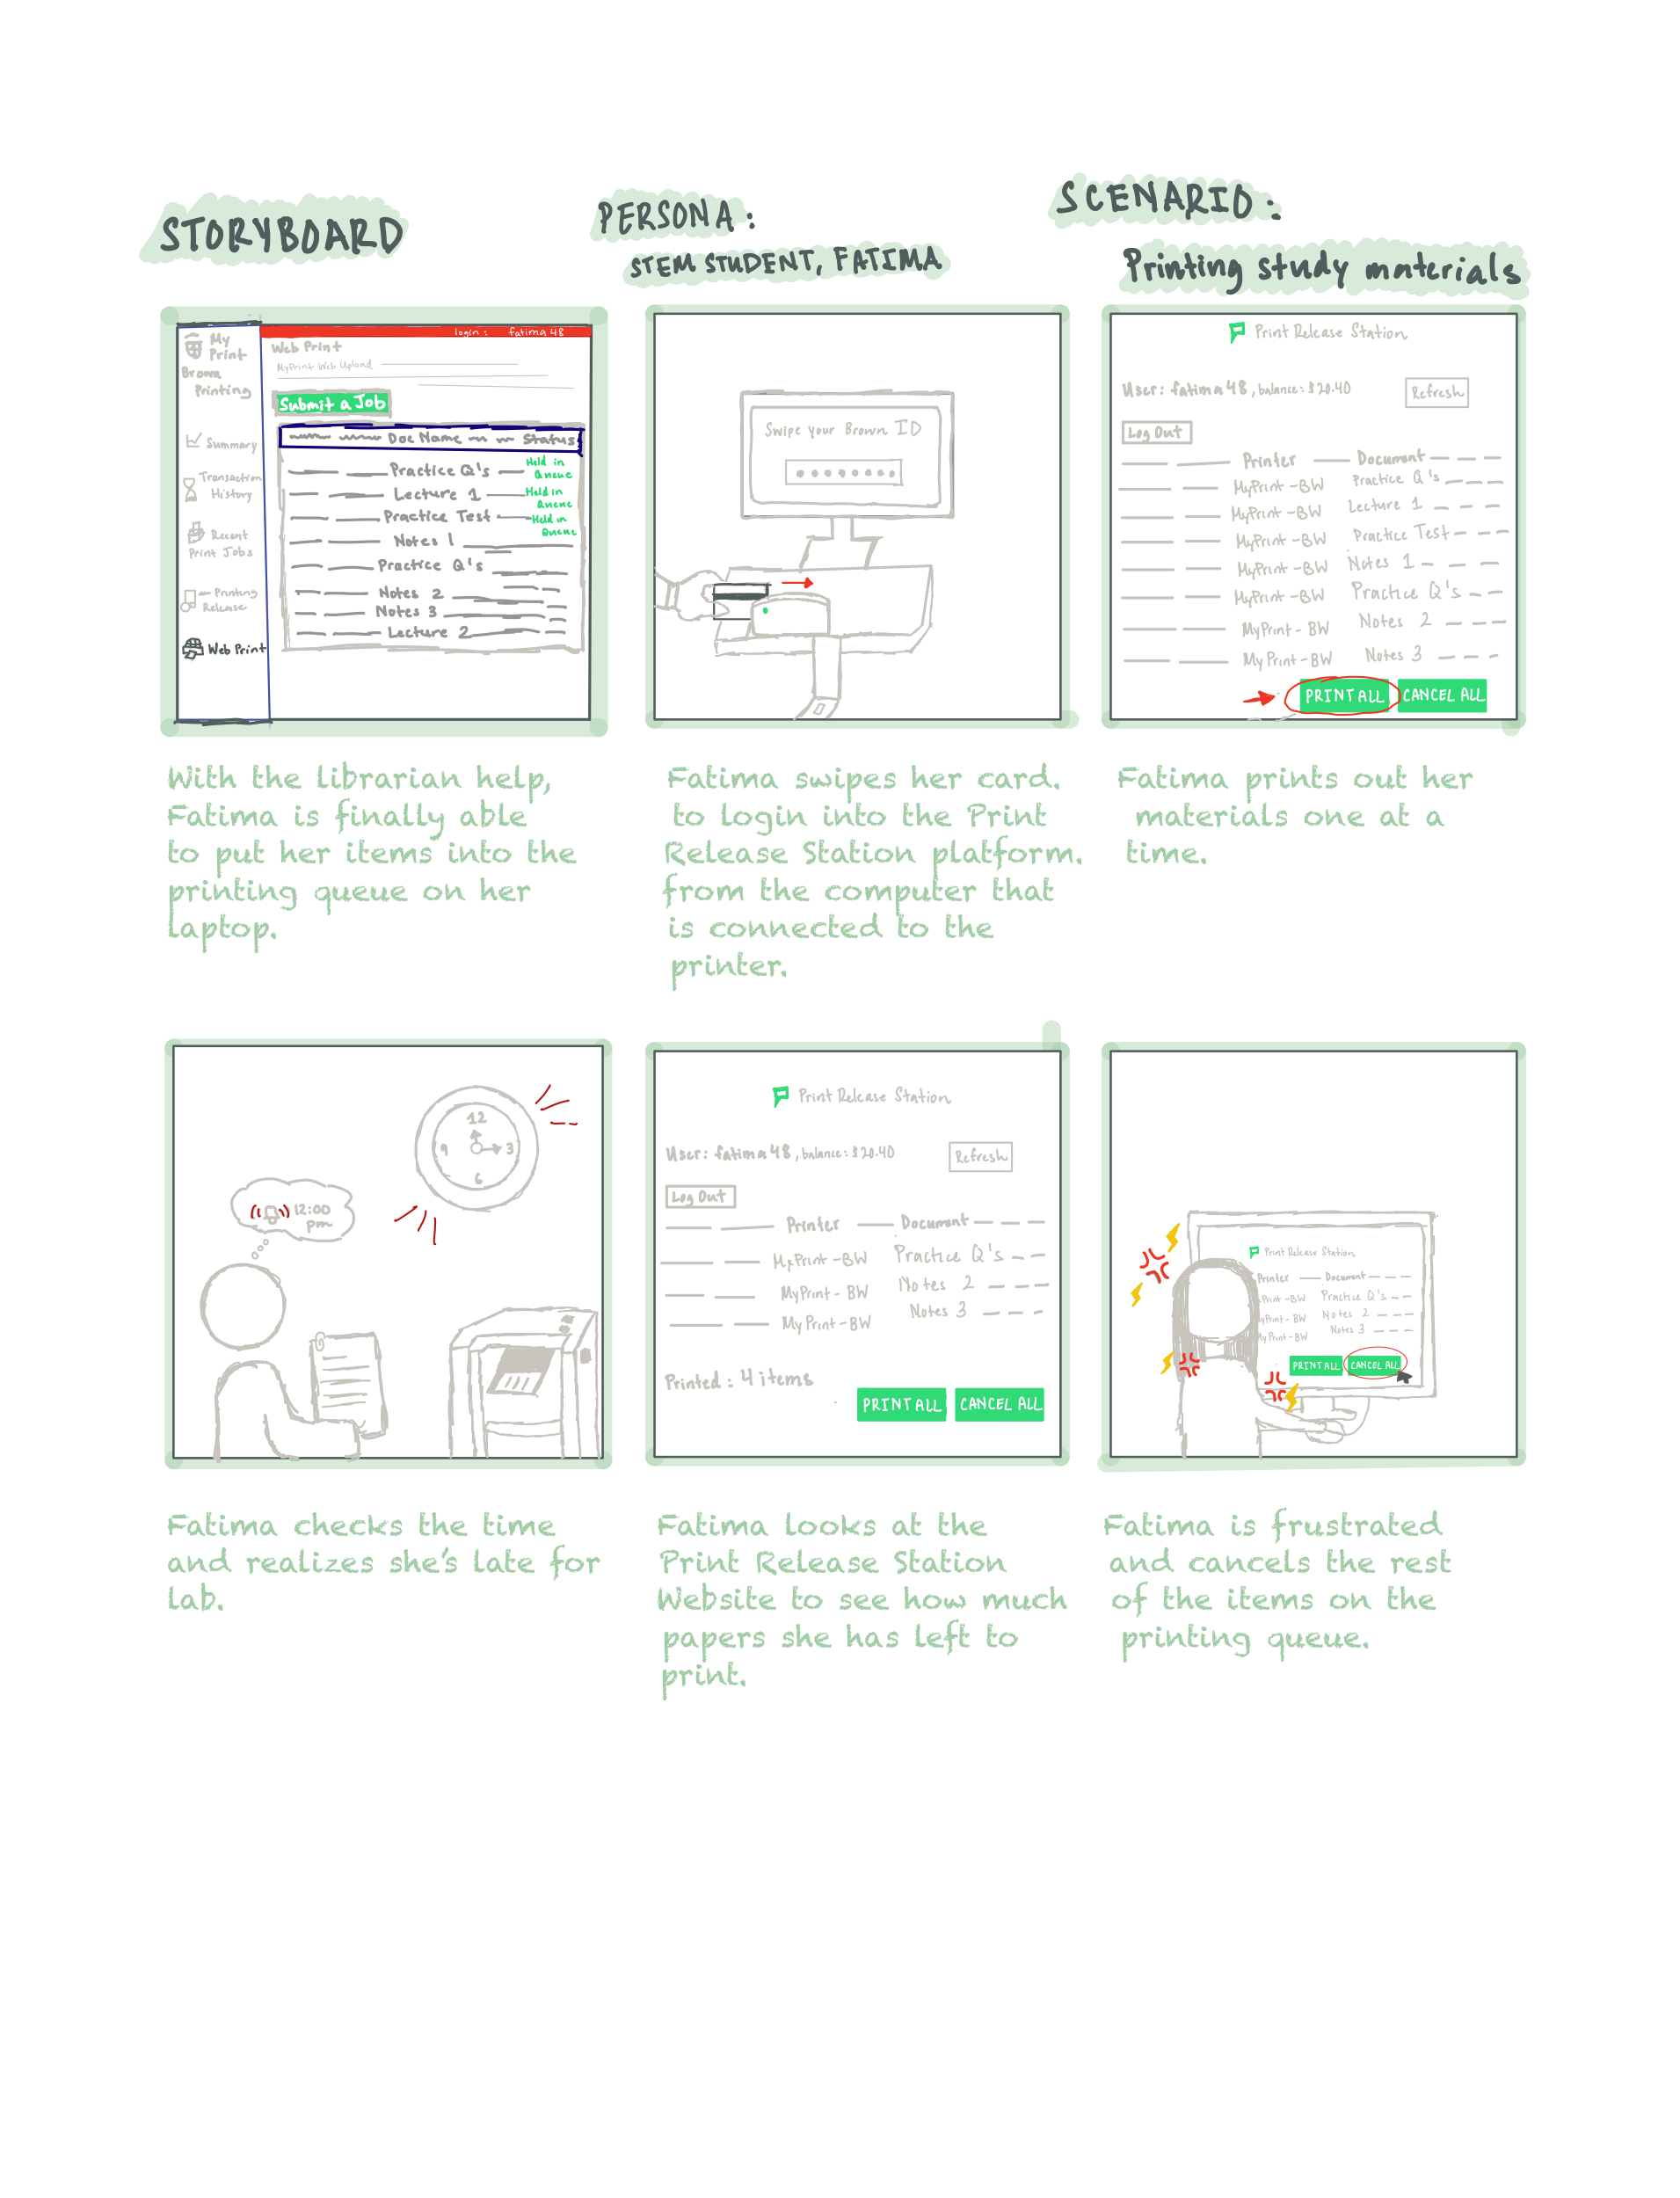 STORYBOARD
PERSONA:
STEM STUDENT, FATIMA
SCENARIO:
Printing study materials
My
Print
Brown
Printing
Summary
Transaction
History
Recent
Print Jobs
Printing
Release
Web Print
login: fatima48
Web Print
MyPrint Web Upload
Submit a Job
Doc Name Status
Practice Q's Held in
Queue
Lecture 1 Held in
Queue
Practice Test Held in
Queue
Notes 1
Practice Q's
Notes 2
Notes 3
Lecture 2
With the librarian help,
Fatima is finally able
to put her items into the
printing queue on her
laptop.
Swipe your Brown ID
Fatima swipes her card.
to login into the Print
Release Station platform.
from the computer that
is connected to the
printer.
Print Release Station
User: fatima48, balance: $20.40 Refresh
Log Out
Printer Document
MyPrint-BW Practice Q's
MyPrint-BW Lecture 1
MyPrint-BW Practice Test
MyPrint-BW Notes 1
MyPrint-BW Practice Q's
MyPrint-BW Notes 2
MyPrint-BW Notes 3
PRINT ALL CANCEL ALL
Fatima prints out her
materials one at a
time.
12
9 3
6
12:00
pm
Fatima checks the time
and realizes she's late for
lab.
Print Release Station
User: fatima48, balance: $20.40 Refresh
Log Out
Printer Document
MyPrint-BW Practice Q's
MyPrint-BW Notes 2
MyPrint-BW Notes 3
Printed: 4 items
PRINT ALL CANCEL ALL
Fatima looks at the
Print Release Station
Website to see how much
papers she has left to
print.
Print Release Station
Printer Document
Print-BW Practice Q's
yPrint-BW Notes 2
MyPrint-BW Notes 3
PRINT ALL CANCEL ALL
Fatima is frustrated
and cancels the rest
of the items on the
printing queue.